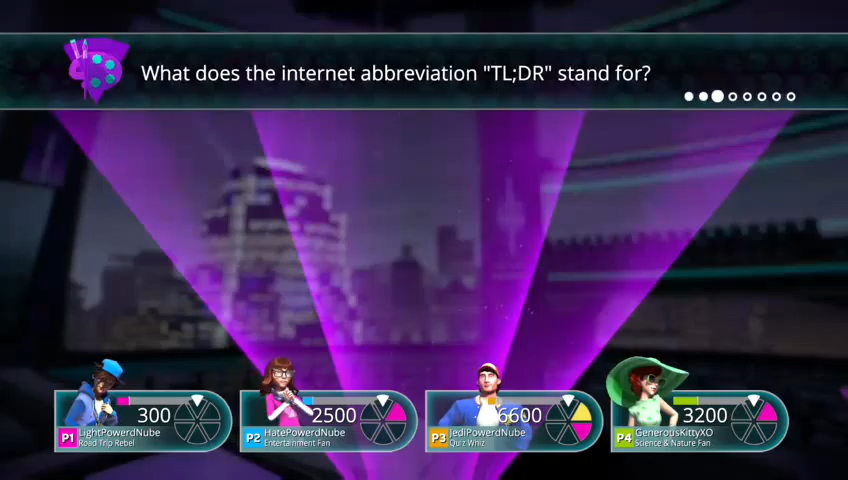 What does the internet abbreviation "TL;DR" stand for?
300
P1 LightPowerdNube
Road Trip Rebel
2500
P2 HatePowerdNube
Entertainment Fan
6600
P3 JediPowerdNube
Quiz Whiz
3200
P4 GenerousKittyXO
Science & Nature Fan